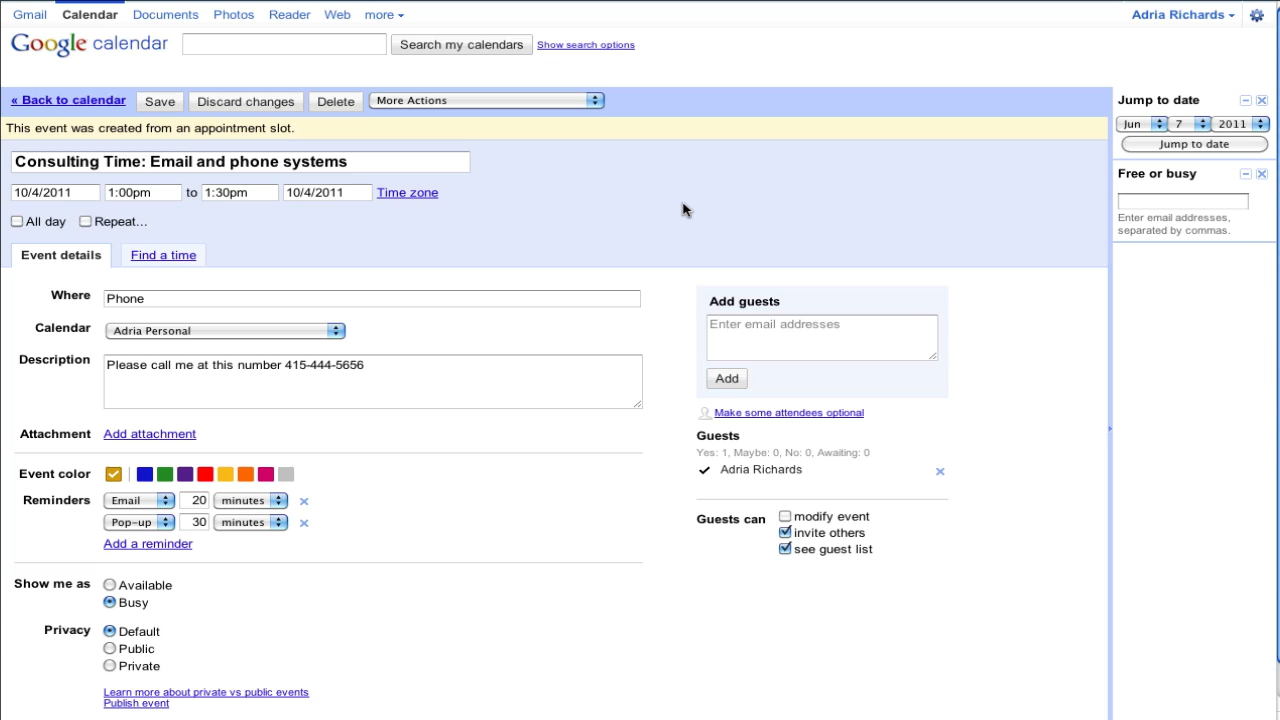 Gmail Calendar Documents Photos Reader Web more Adria Richards
Google calendar Search my calendars Show search options
« Back to calendar Save Discard changes Delete More Actions
This event was created from an appointment slot.
Consulting Time: Email and phone systems
10/4/2011 1:00pm to 1:30pm 10/4/2011 Time zone
All day Repeat...
Event details Find a time
Where Phone
Calendar Adria Personal
Description Please call me at this number 415-444-5656
Attachment Add attachment
Event color
Reminders Email 20 minutes
Pop-up 30 minutes
Add a reminder
Show me as Available
Busy
Privacy Default
Public
Private
Learn more about private vs public events
Publish event
Add guests
Enter email addresses
Add
Make some attendees optional
Guests
Yes: 1, Maybe: 0, No: 0, Awaiting: 0
Adria Richards
Guests can modify event
invite others
see guest list
Jump to date
Jun 7 2011
Jump to date
Free or busy
Enter email addresses,
separated by commas.